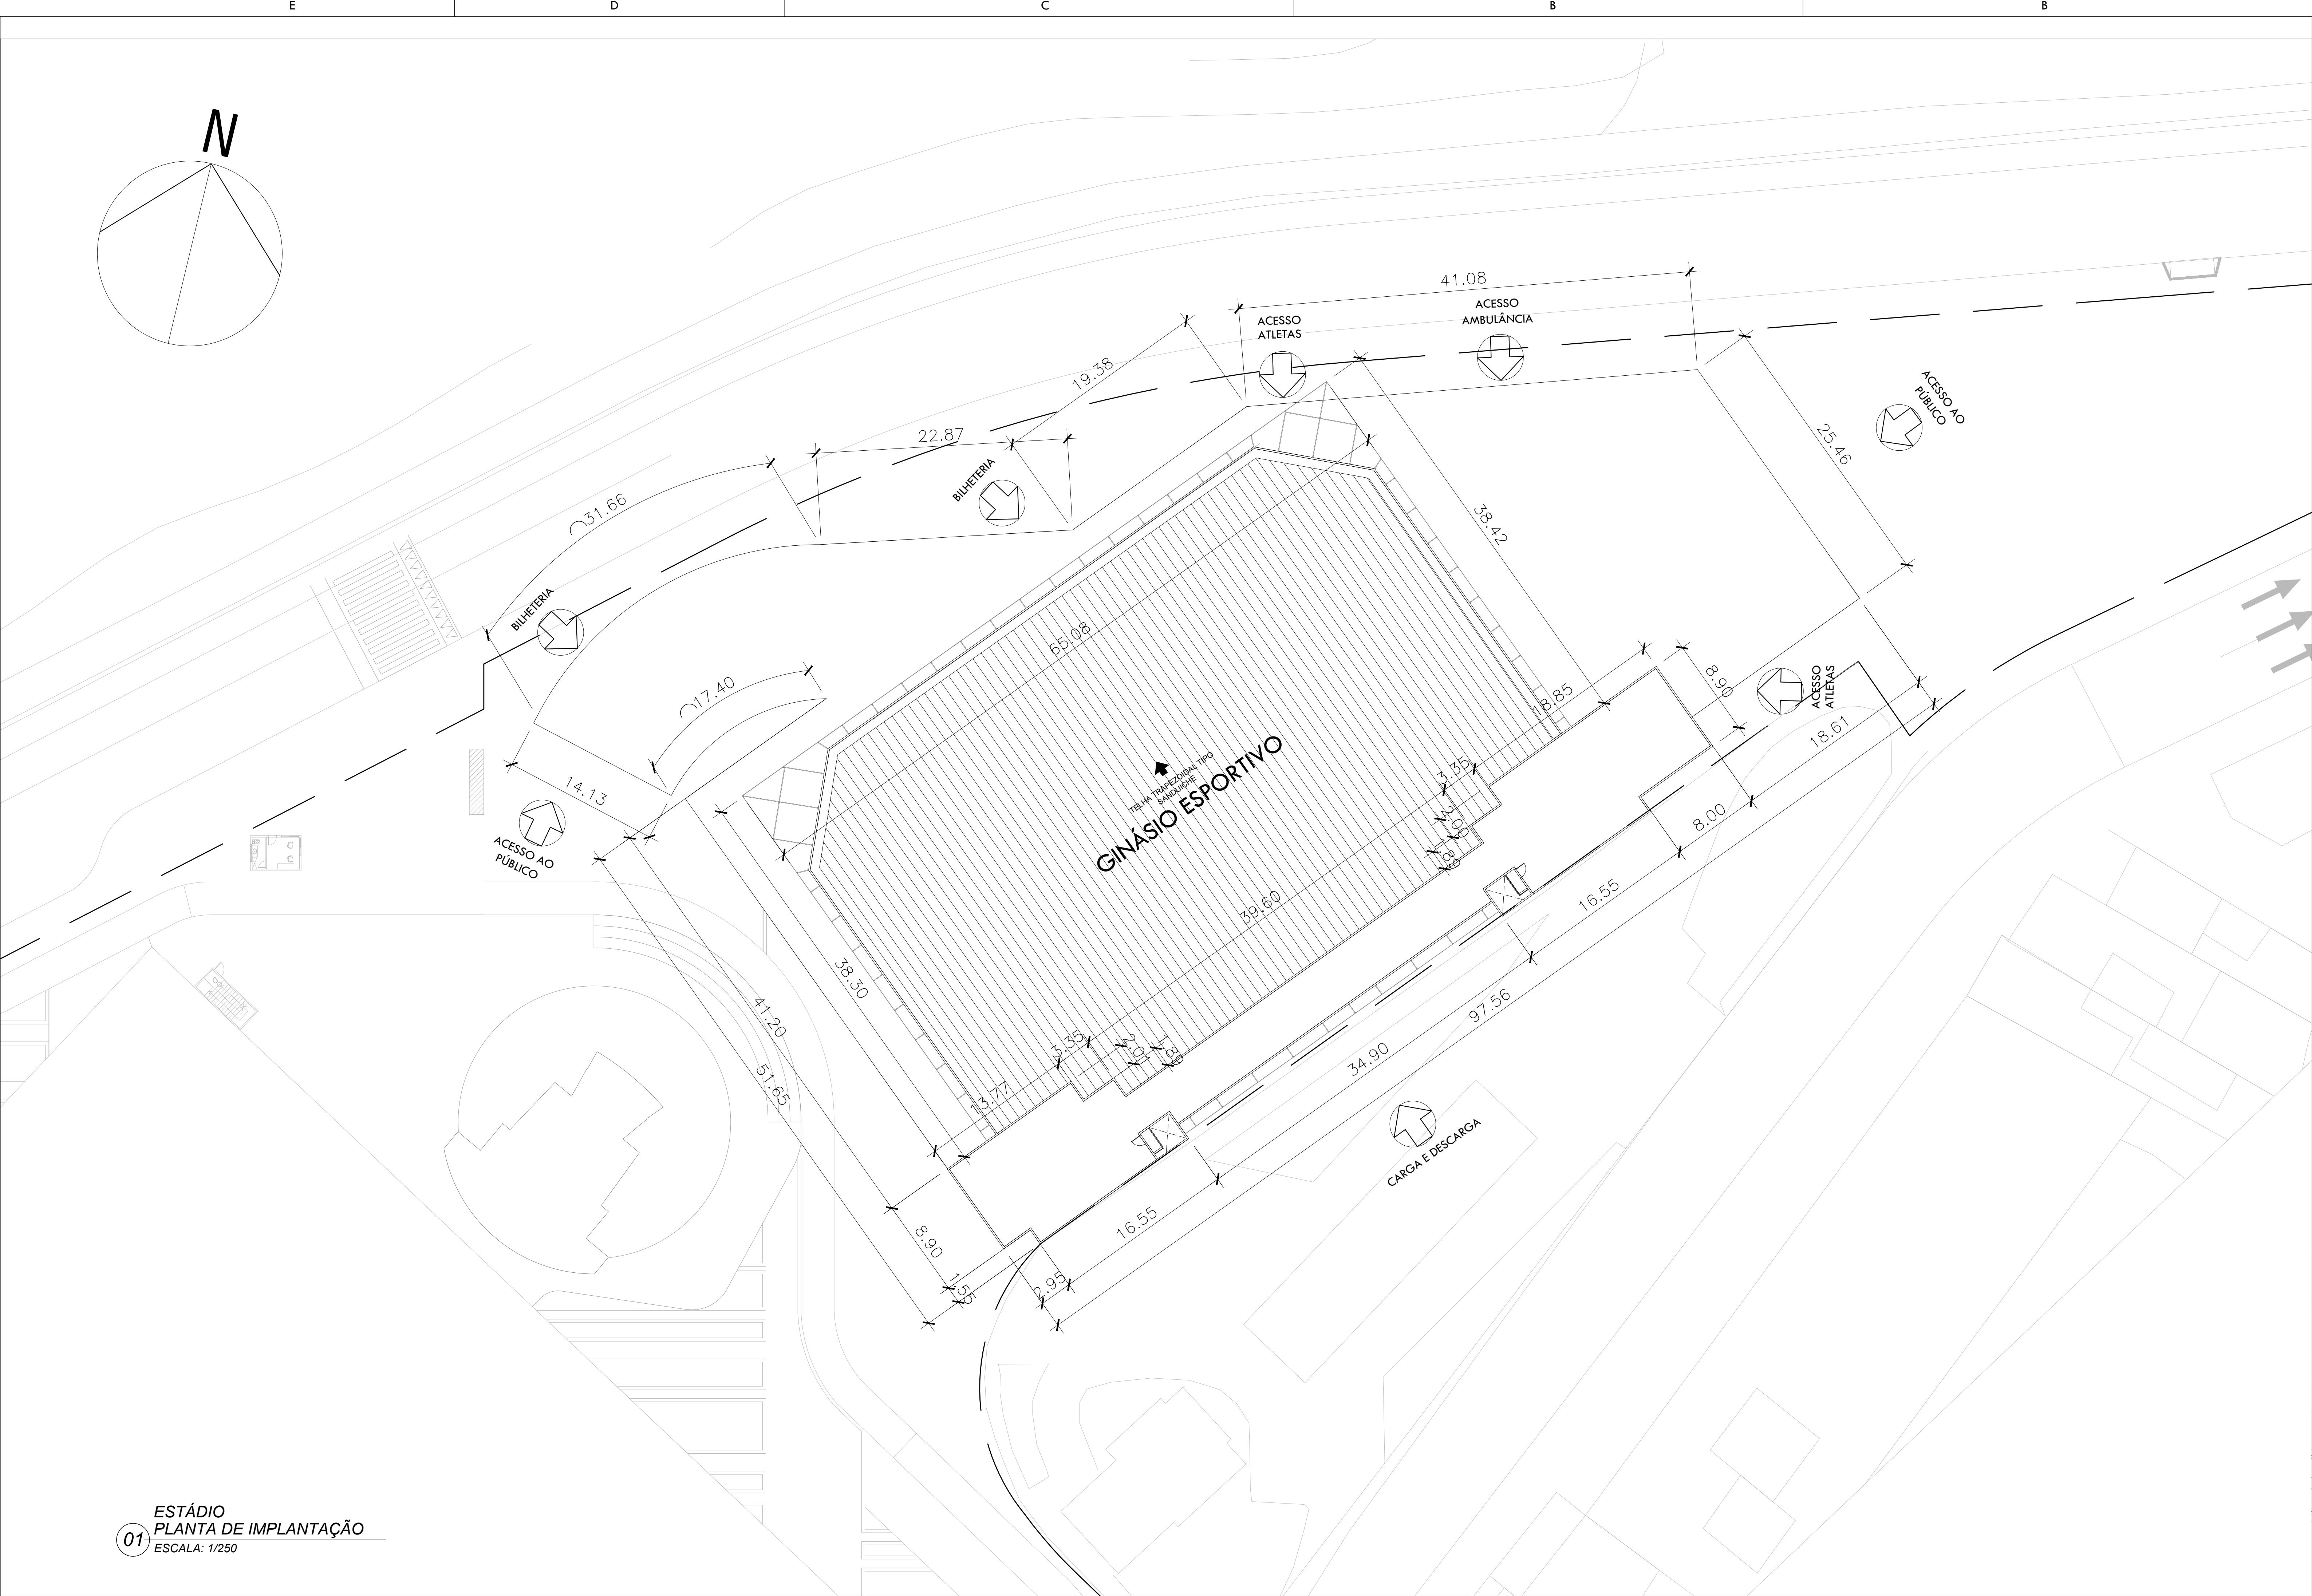 E
D
C
B
B
N
41.08
ACESSO
ATLETAS
ACESSO
AMBULÂNCIA
19.38
22.87
BILHETERIA
ACESSO AO
PÚBLICO
25.46
31.66
38.42
BILHETERIA
65.08
17.40
8.90
18.85
ACESSO
ATLETAS
18.61
14.13
TELHA TRAPEZOIDAL TIPO
SANDUICHE
GINÁSIO ESPORTIVO
3.35
2.00
8.00
ACESSO AO
PÚBLICO
39.60
16.55
38.30
41.20
97.56
34.90
3.35
1.80
51.65
13.77
CARGA E DESCARGA
16.55
8.90
1.55
2.95
ESTÁDIO
PLANTA DE IMPLANTAÇÃO
01
ESCALA: 1/250